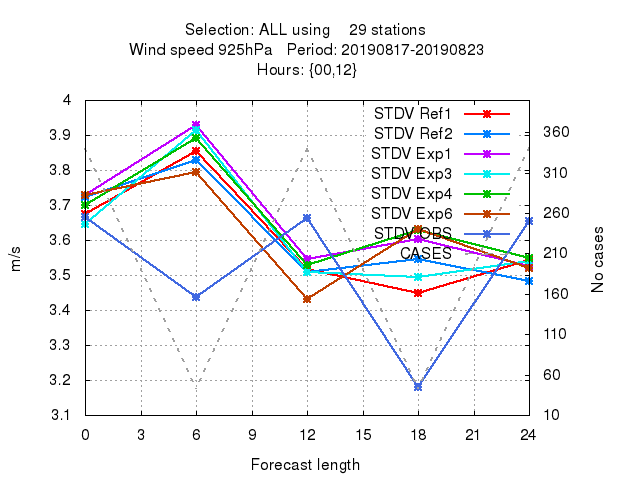 Selection: ALL using 29 stations
Wind speed 925hPa Period: 20190817-20190823
Hours: {00,12}
4
3.9
3.8
3.7
3.6
3.5
3.4
3.3
3.2
3.1
m/s
STDV Ref1
STDV Ref2
STDV Exp1
STDV Exp3
STDV Exp4
STDV Exp6
STDV OBS
CASES
360
310
260
210
160
110
60
10
No cases
0 3 6 9 12 15 18 21 24
Forecast length